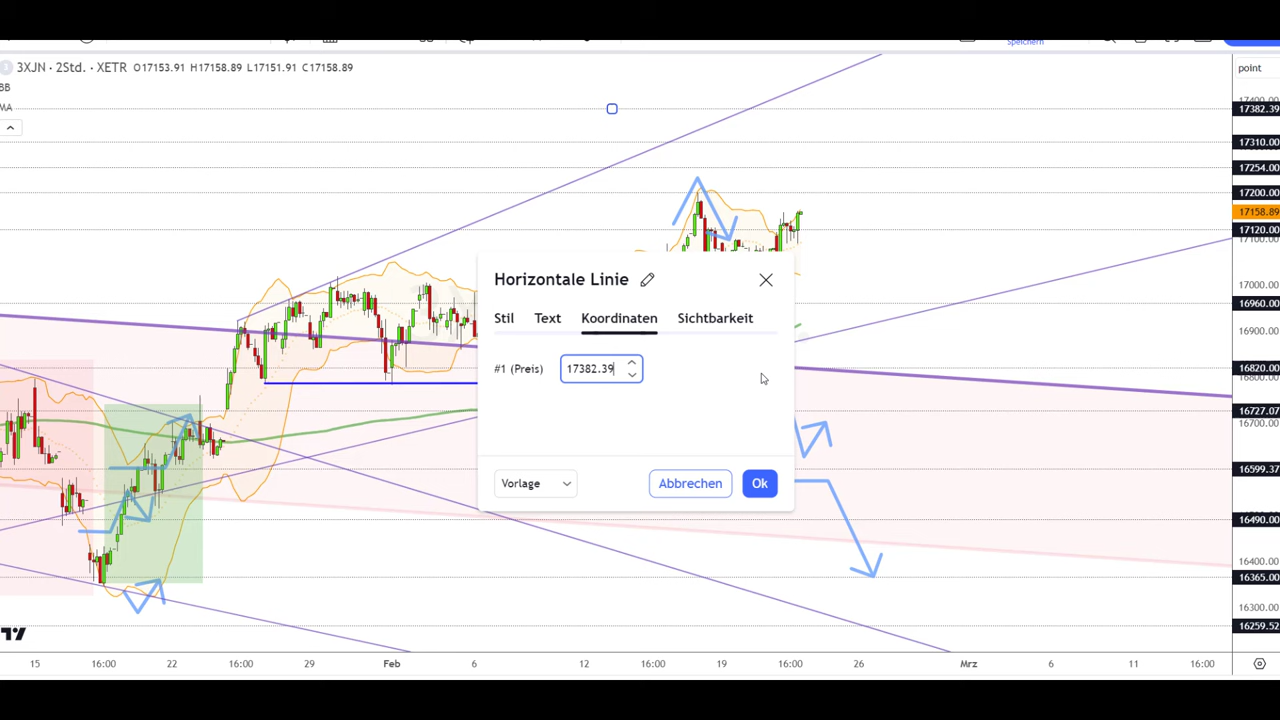 Speichern
3XJN · 2Std. · XETR O17153.91 H17158.89 L17151.91 C17158.89
BB
MA
point
17382.39
17310.00
17254.00
17200.00
17158.89
17120.00
17100.00
17000.00
16960.00
16900.00
16820.00
16800.00
16727.07
16700.00
16599.37
16490.00
16400.00
16365.00
16300.00
16259.52
Horizontale Linie
Stil Text Koordinaten Sichtbarkeit
#1 (Preis) 17382.39
Vorlage Abbrechen Ok
15 16:00 22 16:00 29 Feb 6 12 16:00 19 16:00 26 Mrz 6 11 16:00